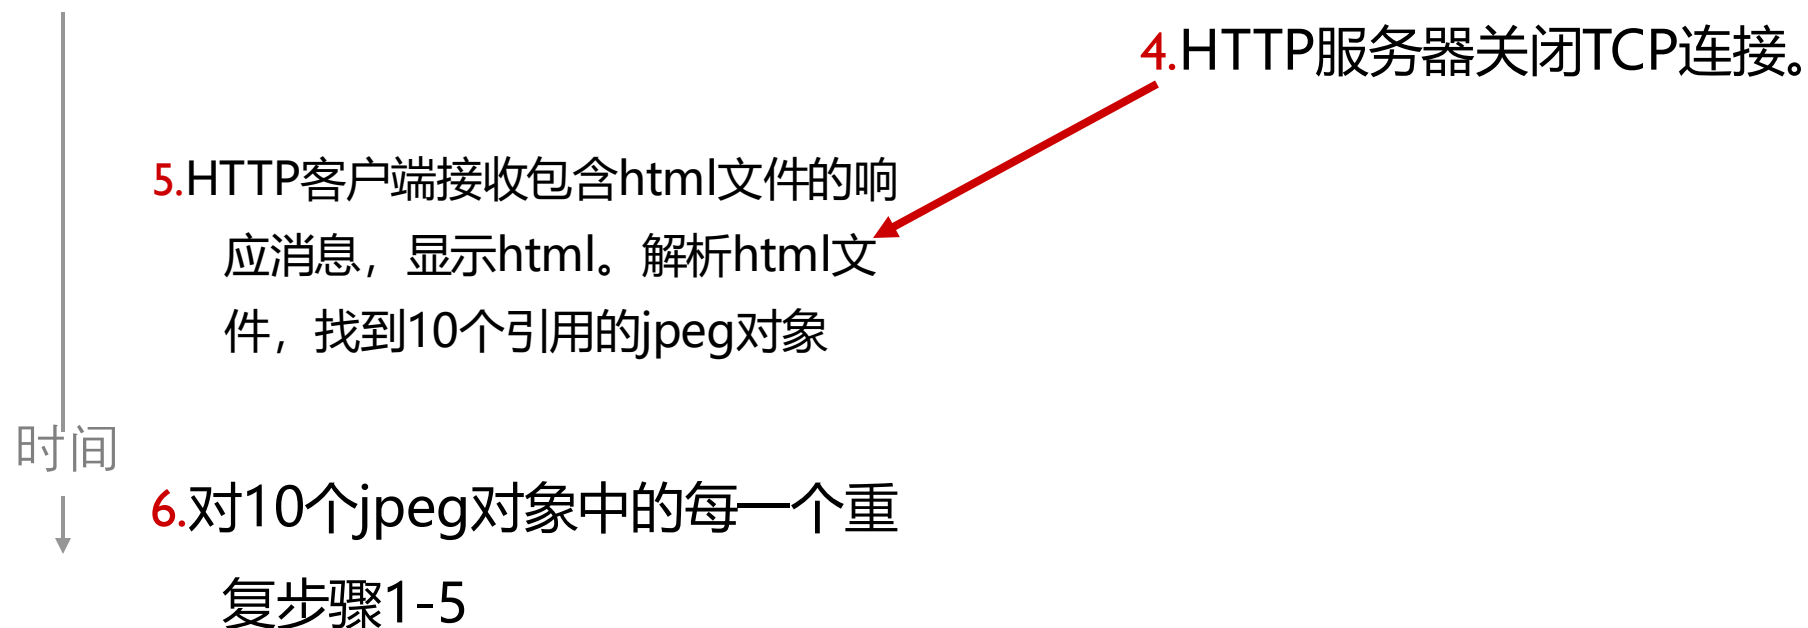 4.HTTP服务器关闭TCP连接。
5.HTTP客户端接收包含html文件的响
应消息，显示html。解析html文
件，找到10个引用的jpeg对象
时间
6.对10个jpeg对象中的每一个重
复步骤1-5